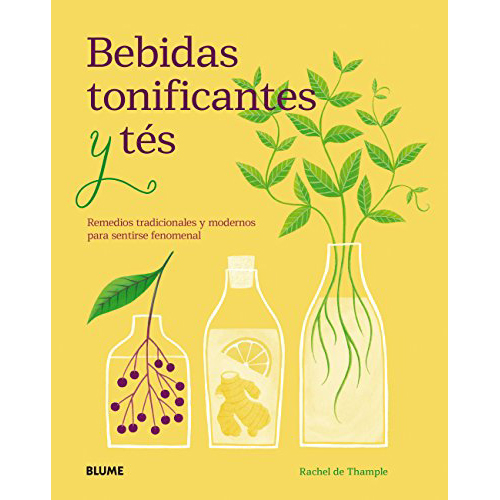 Bebidas
tonificantes
y tés
Remedios tradicionales y modernos
para sentirse fenomenal
BLUME
Rachel de Thample